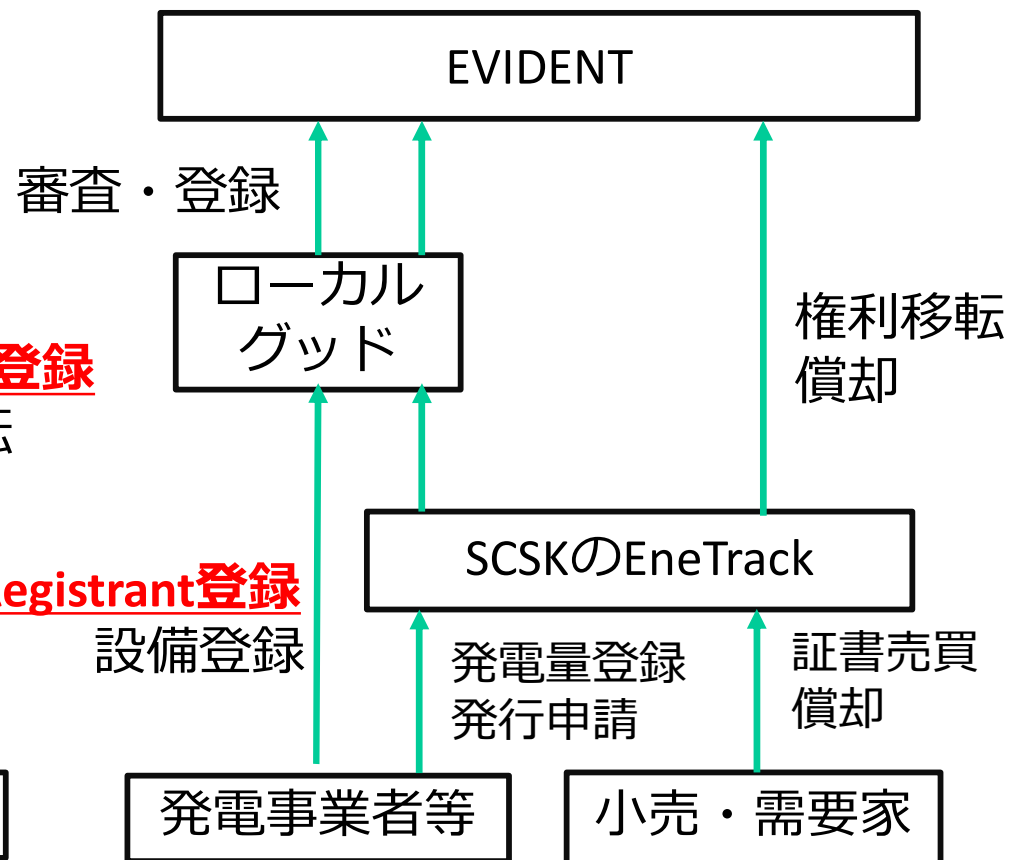 EVIDENT
審査・登録
ローカル
グッド
権利移転
償却
登録
転
SCSKのEneTrack
egistrant登録
設備登録
発電量登録
発行申請
証書売買
償却
発電事業者等
小売・需要家